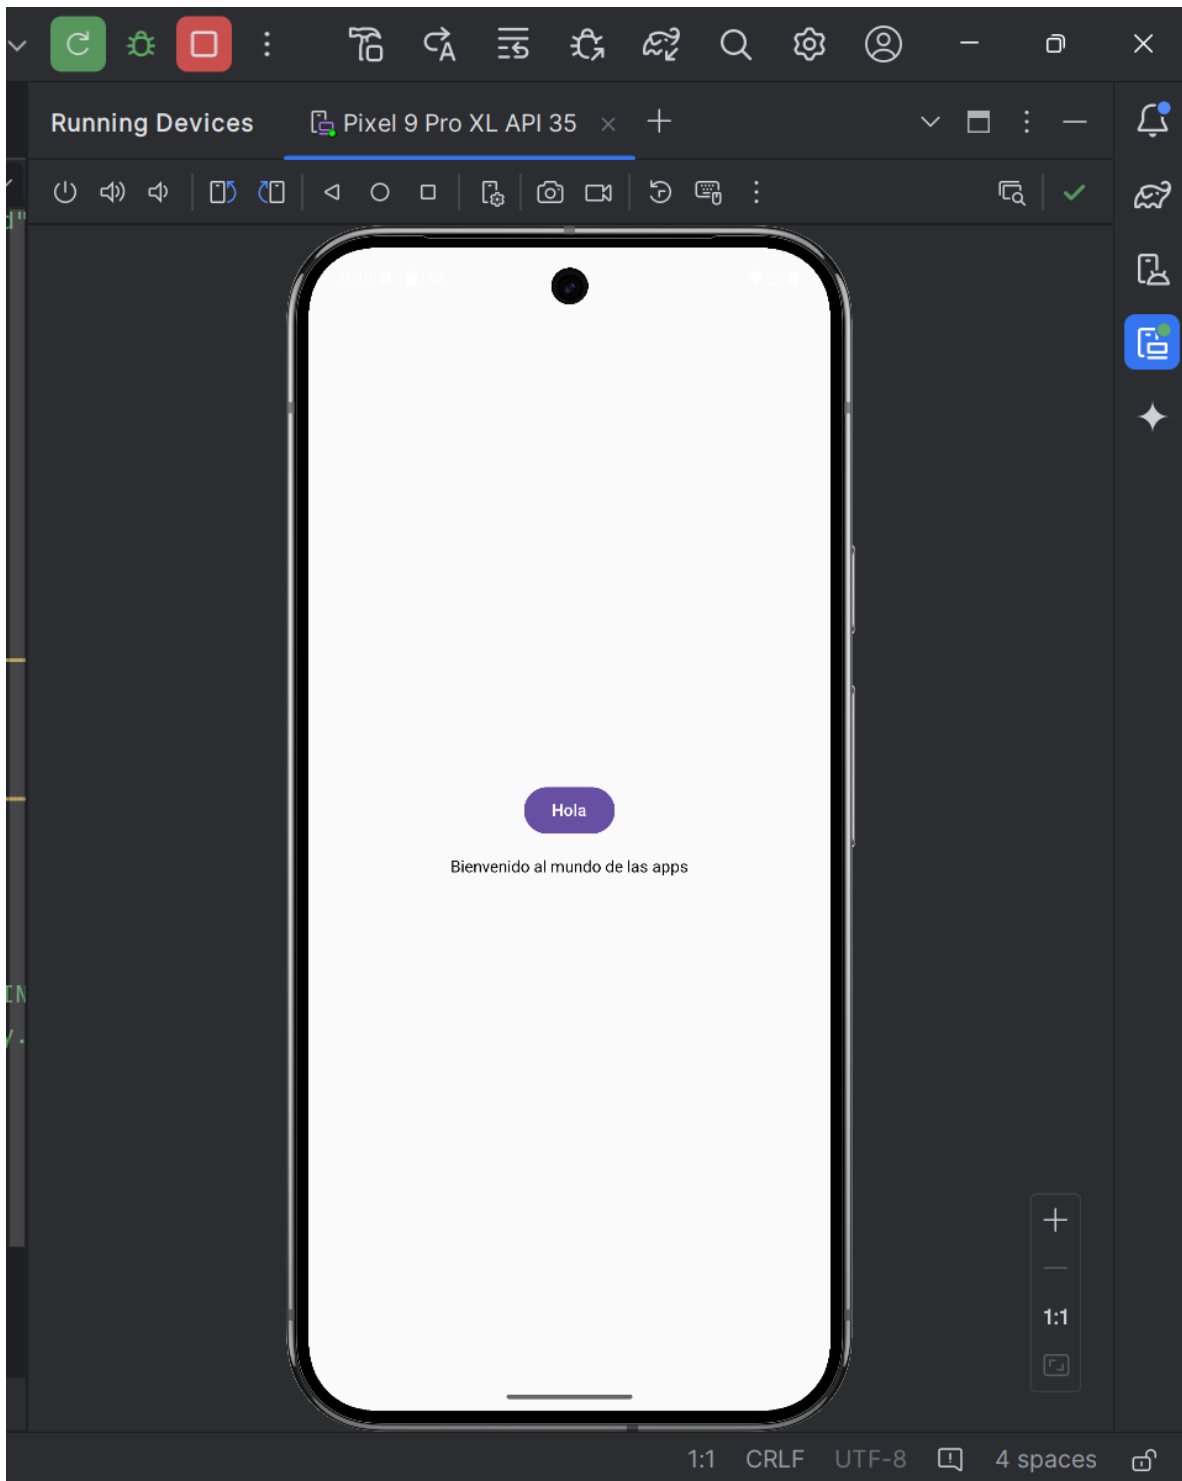 Running Devices
Pixel 9 Pro XL API 35
d"
Hola
Bienvenido al mundo de las apps
IN
y.
1:1
1:1 CRLF UTF-8 4 spaces